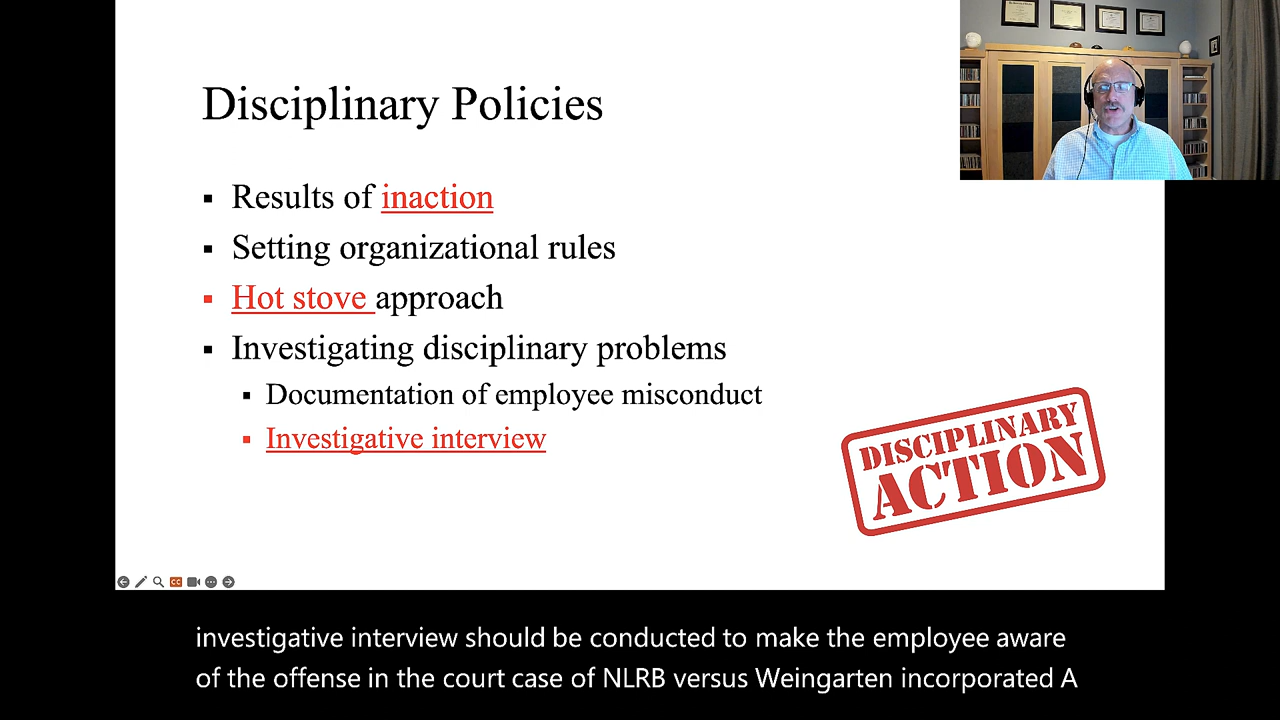 Disciplinary Policies
Results of inaction
Setting organizational rules
Hot stove approach
Investigating disciplinary problems
Documentation of employee misconduct
Investigative interview
DISCIPLINARY
ACTION
CC
investigative interview should be conducted to make the employee aware
of the offense in the court case of NLRB versus Weingarten incorporated A